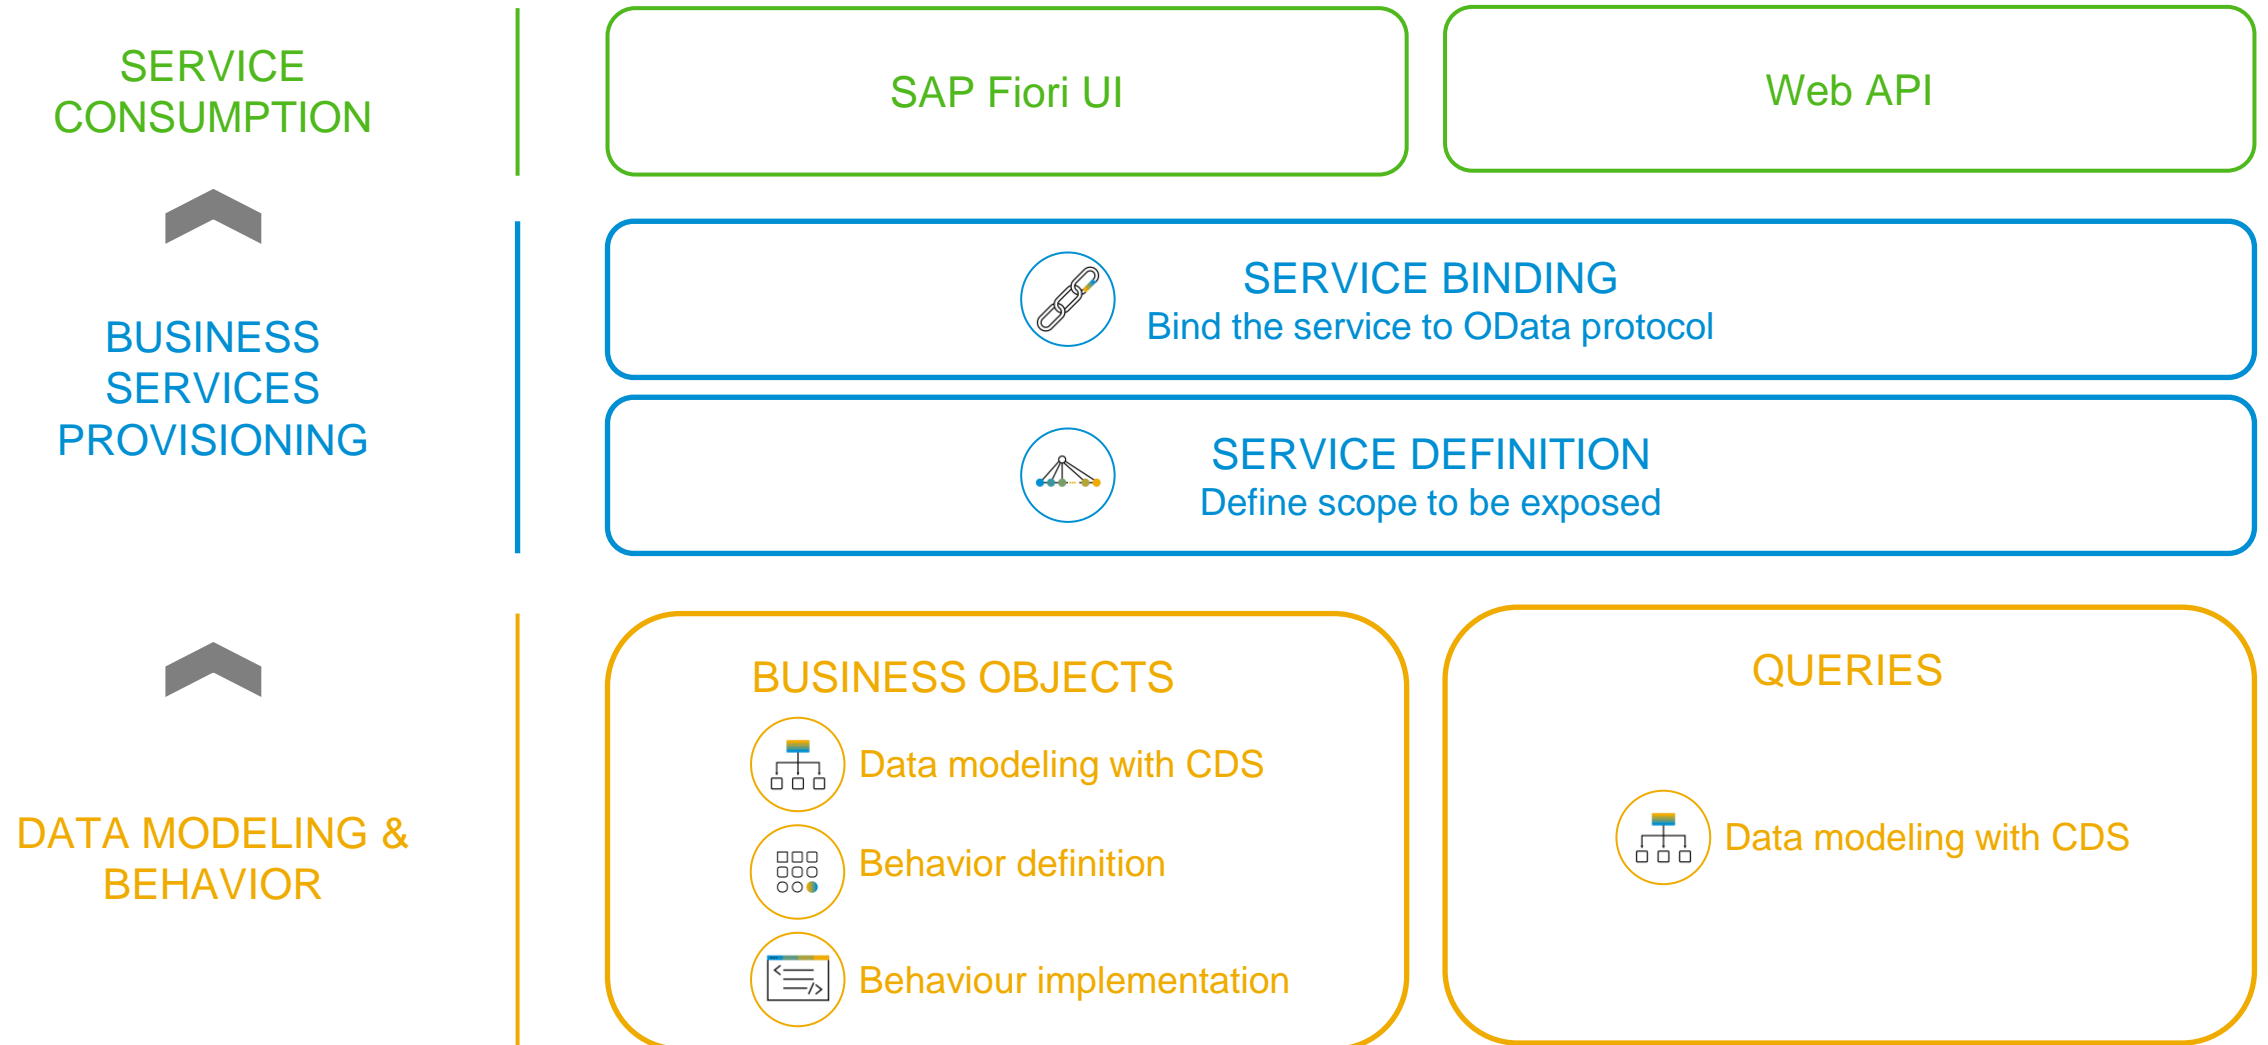 SERVICE
CONSUMPTION
SAP Fiori UI
Web API
BUSINESS
SERVICES
PROVISIONING
SERVICE BINDING
Bind the service to OData protocol
SERVICE DEFINITION
Define scope to be exposed
DATA MODELING &
BEHAVIOR
BUSINESS OBJECTS
Data modeling with CDS
Behavior definition
Behaviour implementation
QUERIES
Data modeling with CDS